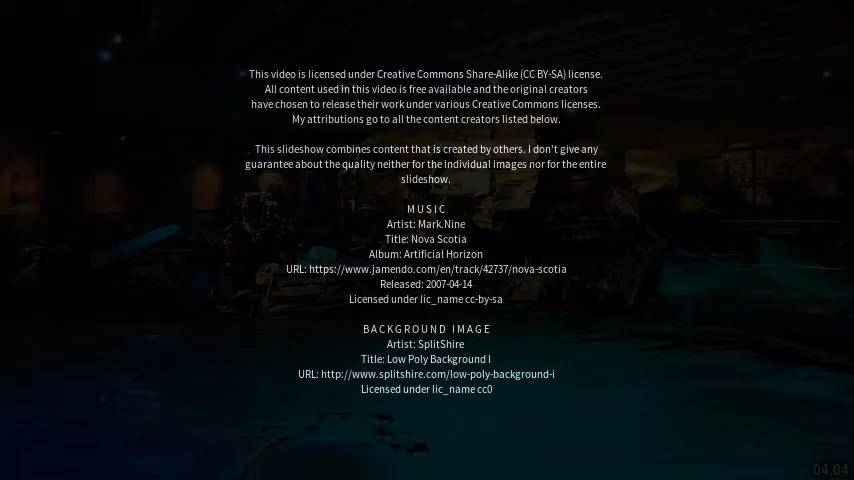 This video is licensed under Creative Commons Share-Alike (CC BY-SA) license.
All content used in this video is free available and the original creators
have chosen to release their work under various Creative Commons licenses.
My attributions go to all the content creators listed below.
This slideshow combines content that is created by others. I don't give any
guarantee about the quality neither for the individual images nor for the entire
slideshow.
MUSIC
Artist: Mark.Nine
Title: Nova Scotia
Album: Artificial Horizon
URL: https://www.jamendo.com/en/track/42737/nova-scotia
Released: 2007-04-14
Licensed under lic_name cc-by-sa
BACKGROUND IMAGE
Artist: SplitShire
Title: Low Poly Background I
URL: http://www.splitshire.com/low-poly-background-i
Licensed under lic_name cc0
04.04